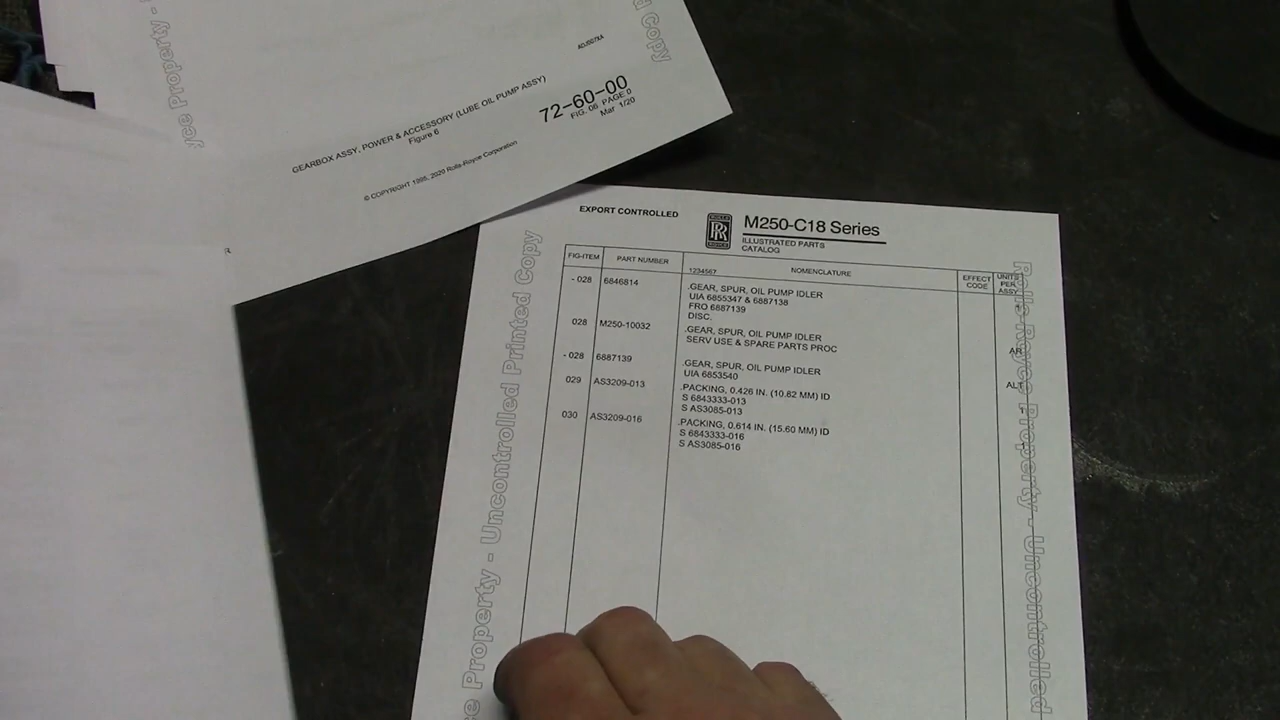 yce Property -
d Copy
ADJ507XA
GEARBOX ASSY, POWER & ACCESSORY (LUBE OIL PUMP ASSY)
Figure 6
72-60-00
FIG. 06 PAGE 0
Mar 1/20
© COPYRIGHT 1995, 2020 Rolls-Royce Corporation
EXPORT CONTROLLED
ROLLS
RR
ROYCE
M250-C18 Series
ILLUSTRATED PARTS
CATALOG
FIG-ITEM PART NUMBER 1234567 NOMENCLATURE EFFECT CODE UNITS PER ASSY
- 028 6846814 .GEAR, SPUR, OIL PUMP IDLER
UIA 6855347 & 6887138
FRO 6887139
DISC.
028 M250-10032 .GEAR, SPUR, OIL PUMP IDLER AR
SERV USE & SPARE PARTS PROC
- 028 6887139 .GEAR, SPUR, OIL PUMP IDLER ALT
UIA 6853540
029 AS3209-013 .PACKING, 0.426 IN. (10.82 MM) ID
S 6843333-013
S AS3085-013
030 AS3209-016 .PACKING, 0.614 IN. (15.60 MM) ID
S 6843333-016
S AS3085-016
ce Property - Uncontrolled Printed Copy
Rolls-Royce Property - Uncontrolled